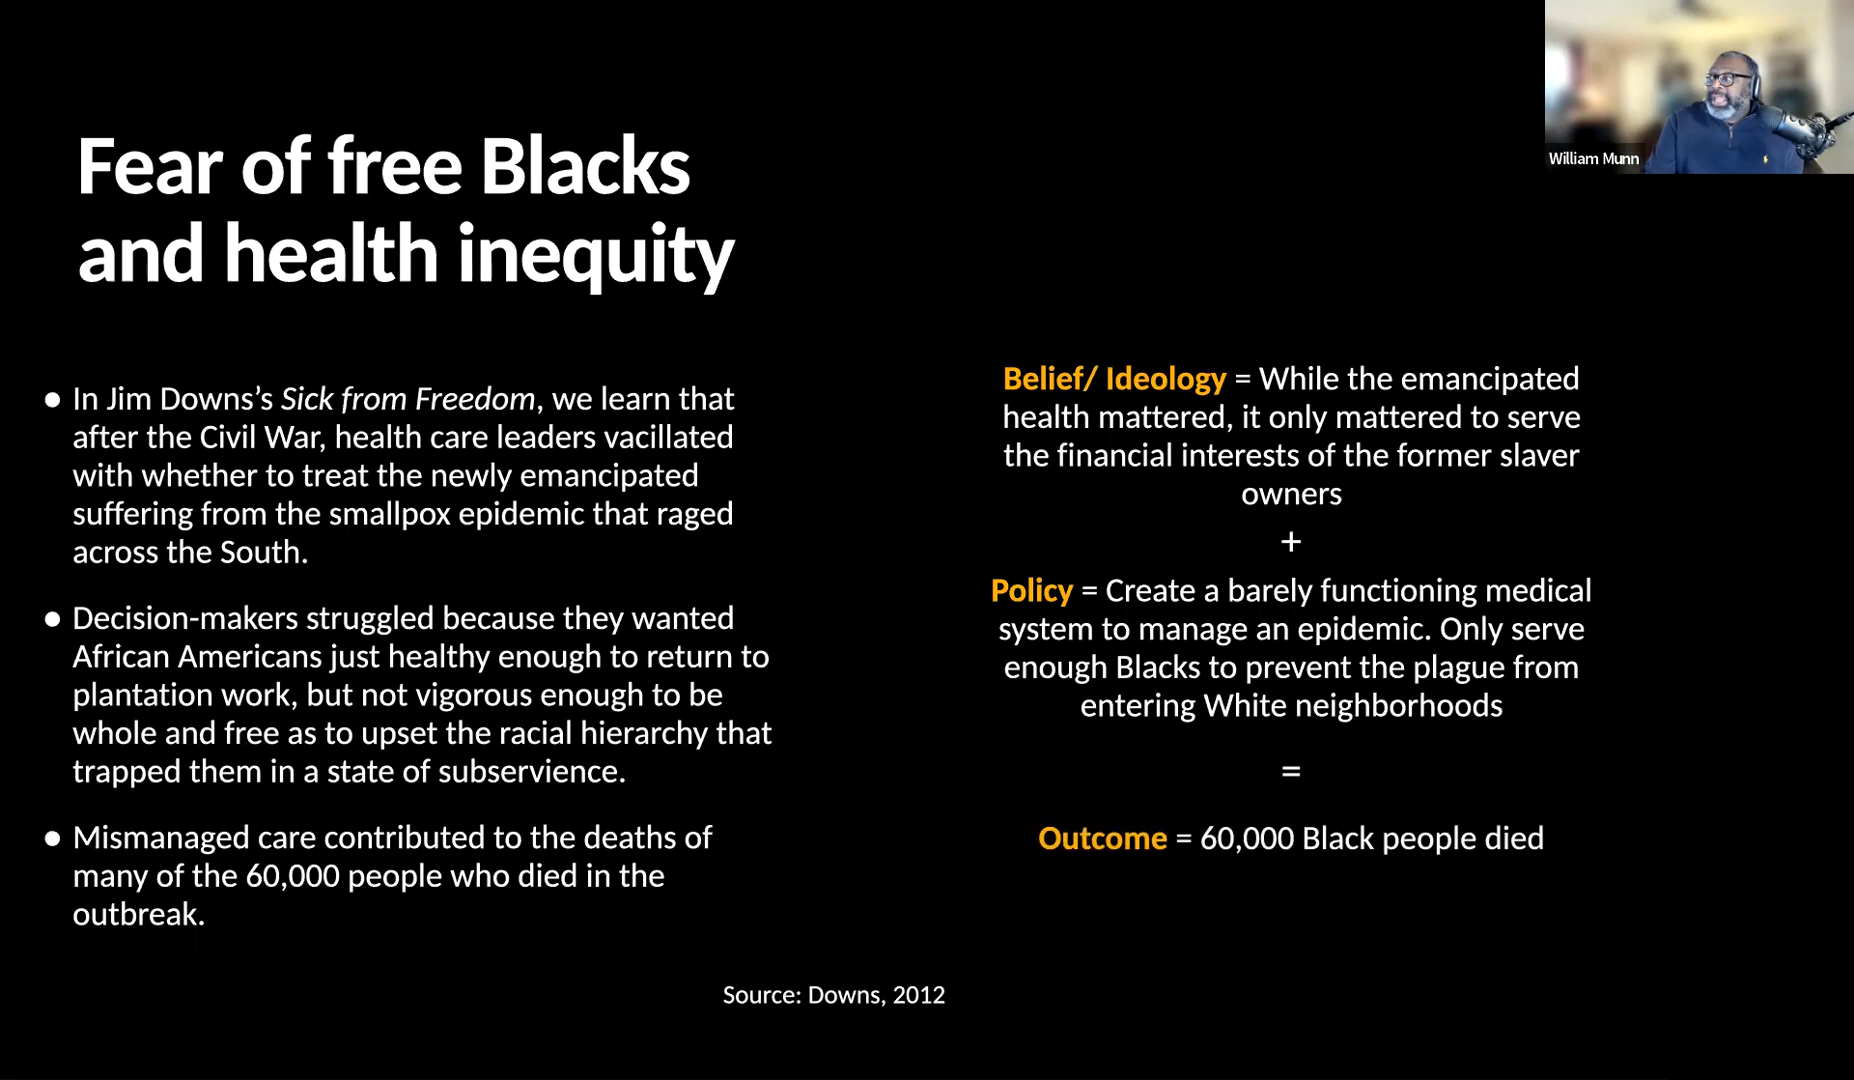 Fear of free Blacks
and health inequity
William Munn
● In Jim Downs’s Sick from Freedom, we learn that
after the Civil War, health care leaders vacillated
with whether to treat the newly emancipated
suffering from the smallpox epidemic that raged
across the South.
● Decision-makers struggled because they wanted
African Americans just healthy enough to return to
plantation work, but not vigorous enough to be
whole and free as to upset the racial hierarchy that
trapped them in a state of subservience.
● Mismanaged care contributed to the deaths of
many of the 60,000 people who died in the
outbreak.
Belief/ Ideology = While the emancipated
health mattered, it only mattered to serve
the financial interests of the former slaver
owners
+
Policy = Create a barely functioning medical
system to manage an epidemic. Only serve
enough Blacks to prevent the plague from
entering White neighborhoods
=
Outcome = 60,000 Black people died
Source: Downs, 2012